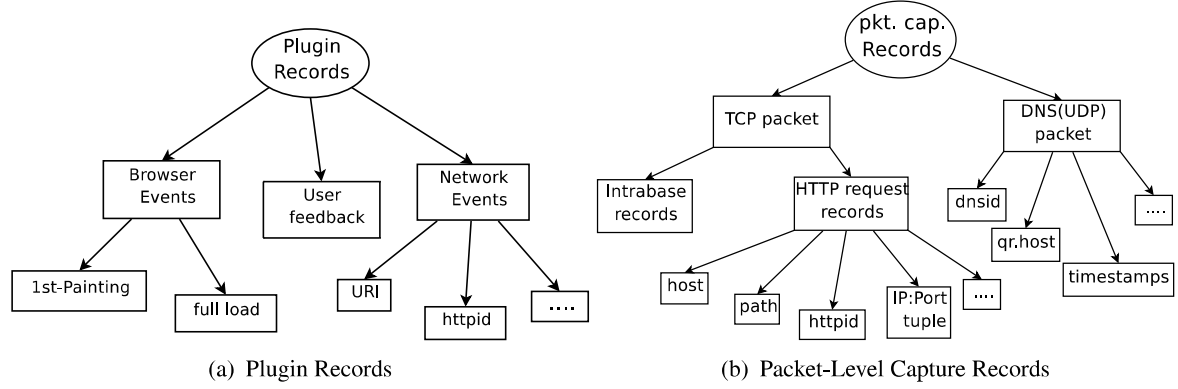 Plugin
Records
Browser
Events
User
feedback
Network
Events
1st-Painting
full load
URI
httpid
....
(a) Plugin Records
pkt. cap.
Records
TCP packet
DNS(UDP)
packet
Intrabase
records
HTTP request
records
dnsid
qr.host
timestamps
....
host
path
httpid
IP:Port
tuple
....
(b) Packet-Level Capture Records